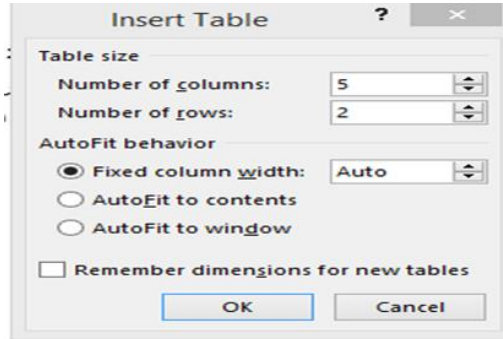 Insert Table ?
Table size
Number of columns: 5
Number of rows: 2
AutoFit behavior
Fixed column width: Auto
AutoFit to contents
AutoFit to window
Remember dimensions for new tables
OK Cancel